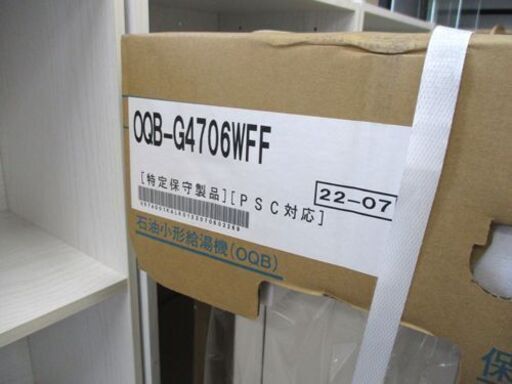 OQB-G4706WFF
[特定保守製品][PSC対応]
22-07
石油小形給湯機(OQB)
保